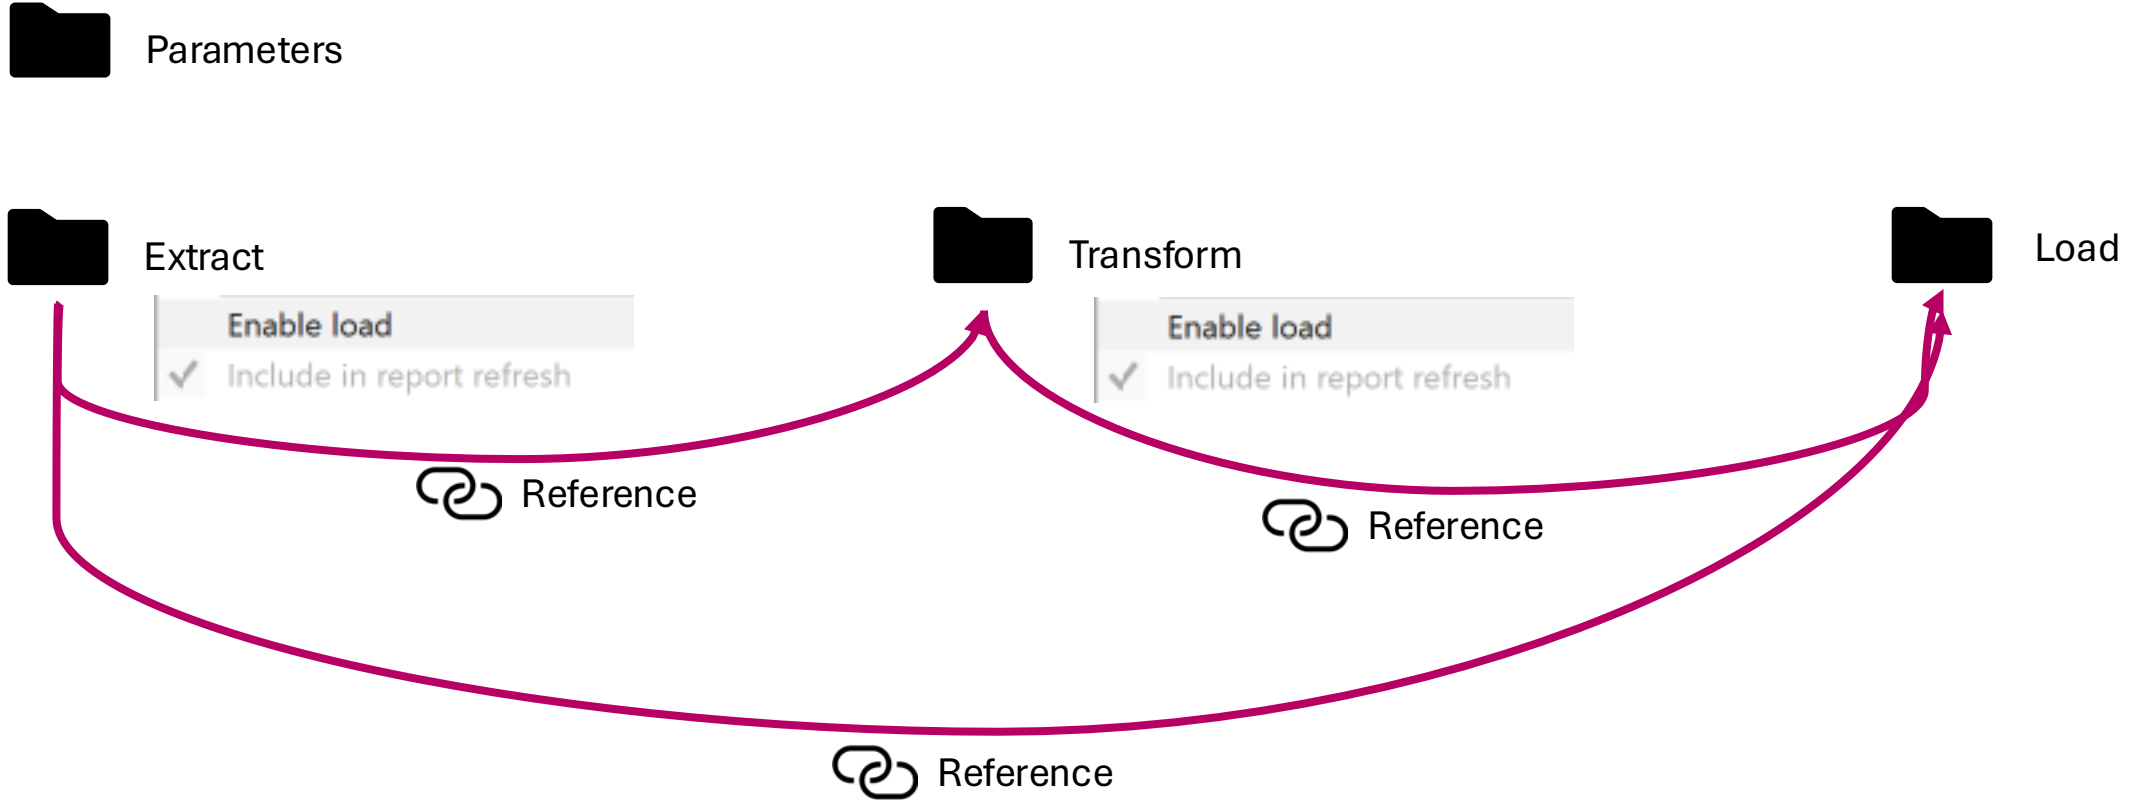 Parameters
Extract
Transform
Load
Enable load
Include in report refresh
Enable load
Include in report refresh
Reference
Reference
Reference